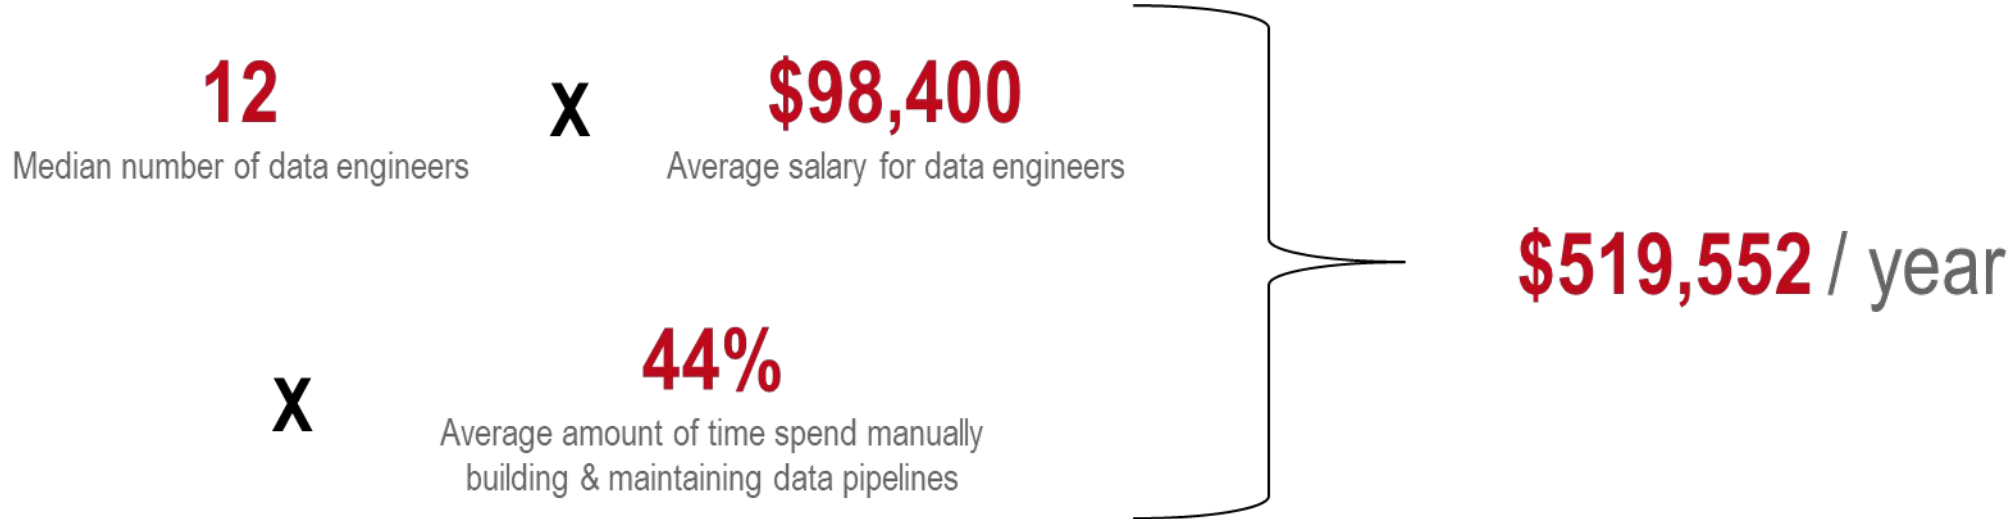 12
X
$98,400
Median number of data engineers
Average salary for data engineers
$519,552 / year
X
44%
Average amount of time spend manually
building & maintaining data pipelines